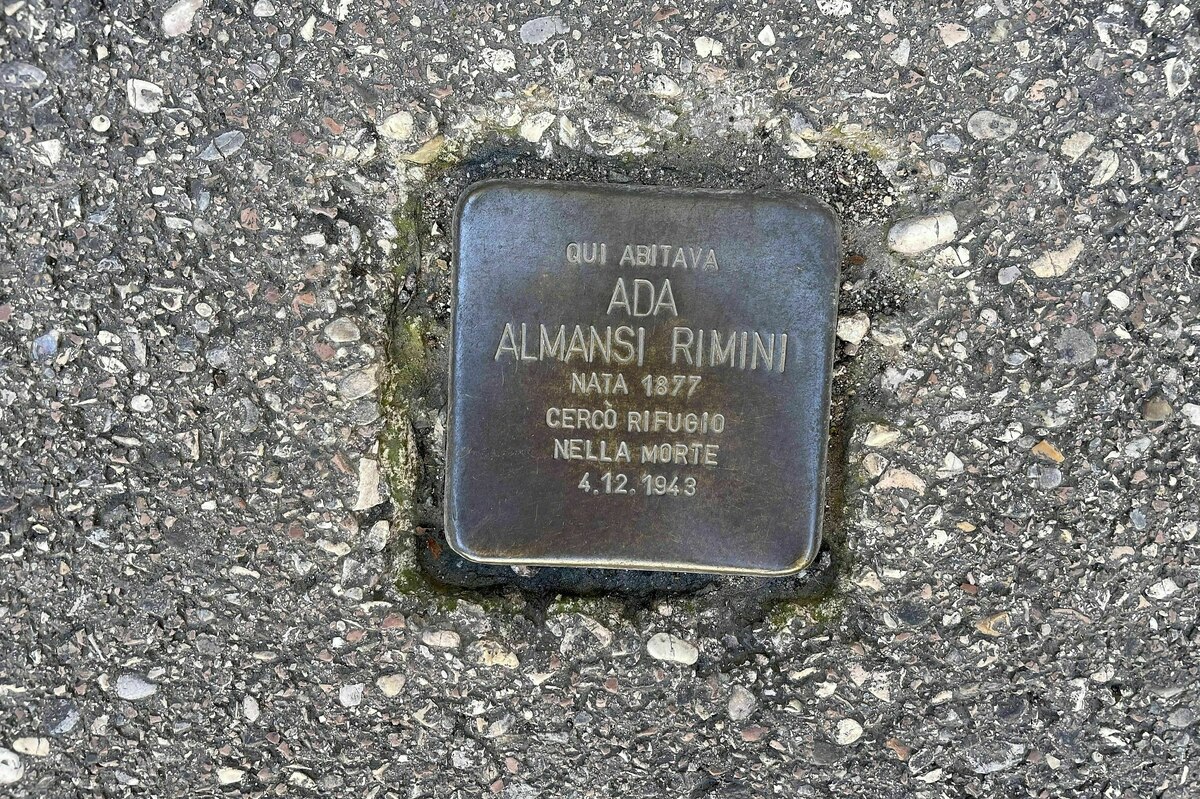 QUI ABITAVA
ADA
ALMANSI RIMINI
NATA 1877
CERCÒ RIFUGIO
NELLA MORTE
4.12.1943